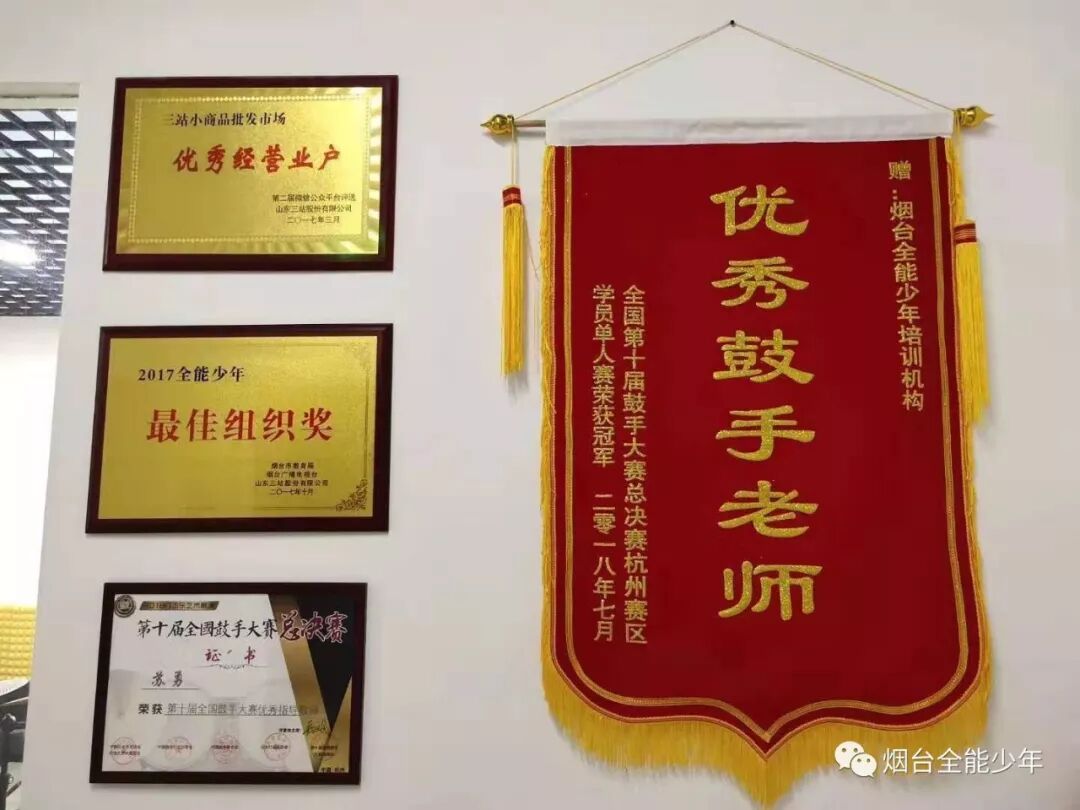 三站小商品批发市场
优秀经营业户
第二届微信公众平台评选
山东三站股份有限公司
二〇一七年三月
2017全能少年
最佳组织奖
烟台市教育局
烟台广播电视台
山东三站股份有限公司
二〇一七年十月
第十届全國鼓手大赛总决赛
证书
苏勇
荣获 第十届全国鼓手大赛优秀指导教师
赠:烟台全能少年培训机构
优秀鼓手老师
全国第十届鼓手大赛总决赛杭州赛区
学员单人赛荣获冠军 二零一八年七月
烟台全能少年